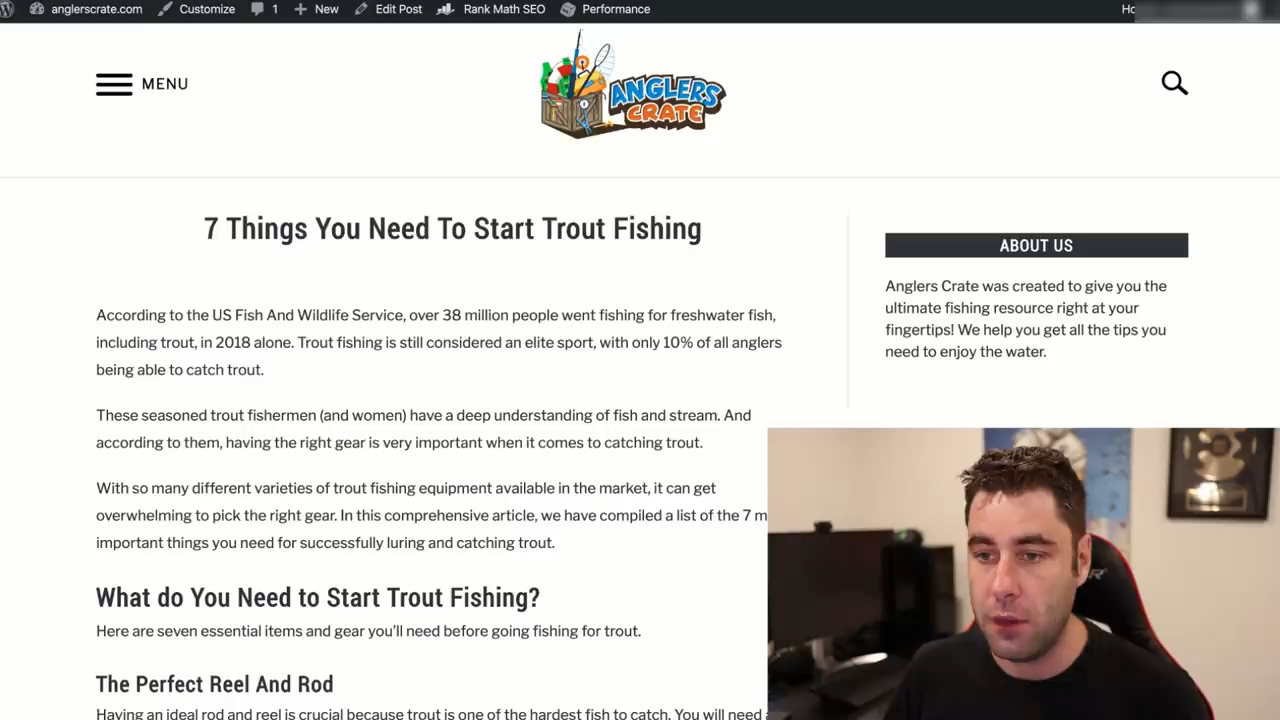 anglerscrate.com Customize 1 New Edit Post Rank Math SEO Performance
MENU
ANGLERS
CRATE
7 Things You Need To Start Trout Fishing
According to the US Fish And Wildlife Service, over 38 million people went fishing for freshwater fish,
including trout, in 2018 alone. Trout fishing is still considered an elite sport, with only 10% of all anglers
being able to catch trout.
These seasoned trout fishermen (and women) have a deep understanding of fish and stream. And
according to them, having the right gear is very important when it comes to catching trout.
With so many different varieties of trout fishing equipment available in the market, it can get
overwhelming to pick the right gear. In this comprehensive article, we have compiled a list of the 7 m
important things you need for successfully luring and catching trout.
What do You Need to Start Trout Fishing?
Here are seven essential items and gear you'll need before going fishing for trout.
The Perfect Reel And Rod
Having an ideal rod and reel is crucial because trout is one of the hardest fish to catch. You will need
ABOUT US
Anglers Crate was created to give you the
ultimate fishing resource right at your
fingertips! We help you get all the tips you
need to enjoy the water.